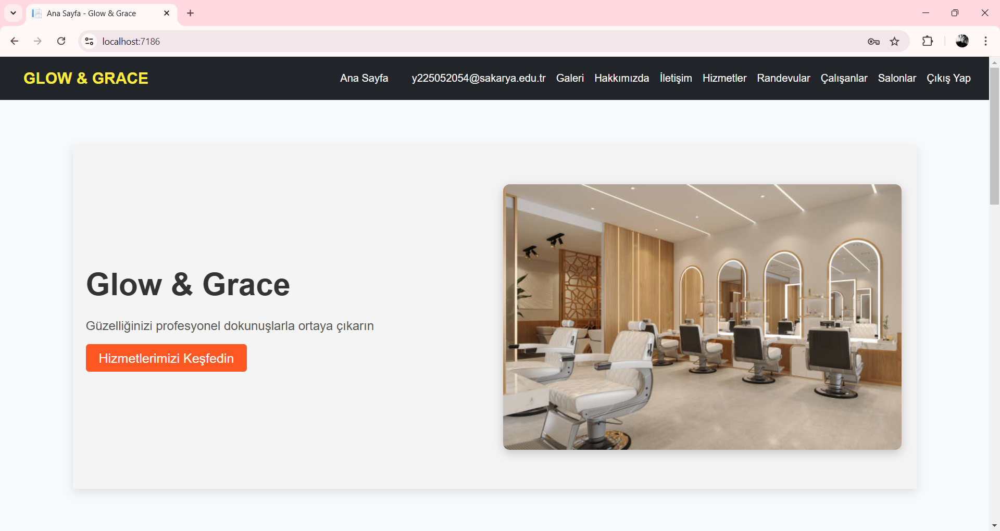 Ana Sayfa - Glow & Grace
localhost:7186
GLOW & GRACE
Ana Sayfa y225052054@sakarya.edu.tr Galeri Hakkımızda İletişim Hizmetler Randevular Çalışanlar Salonlar Çıkış Yap
Glow & Grace
Güzelliğinizi profesyonel dokunuşlarla ortaya çıkarın
Hizmetlerimizi Keşfedin